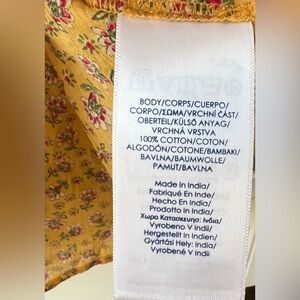 BODY/CORPS/CUERPO/
CORPO/ΣΩΜΑ/VRCHNÍ ČÁST/
OBERTEIL/KÜLSŐ ANYAG/
VRCHNÁ VRSTVA
100% COTTON/COTON/
ALGODÓN/COTONE/BAMBAKI/
BAVLNA/BAUMWOLLE/
PAMUT/BAVLNA
Made In India/
Fabriqué En Inde/
Hecho En India/
Prodotto In India/
Χωρα Κατασκευης: Ινδια/
Vyrobeno V Indii/
Hergestellt In Indien/
Gyártási Hely: India/
Vyrobené V Indii